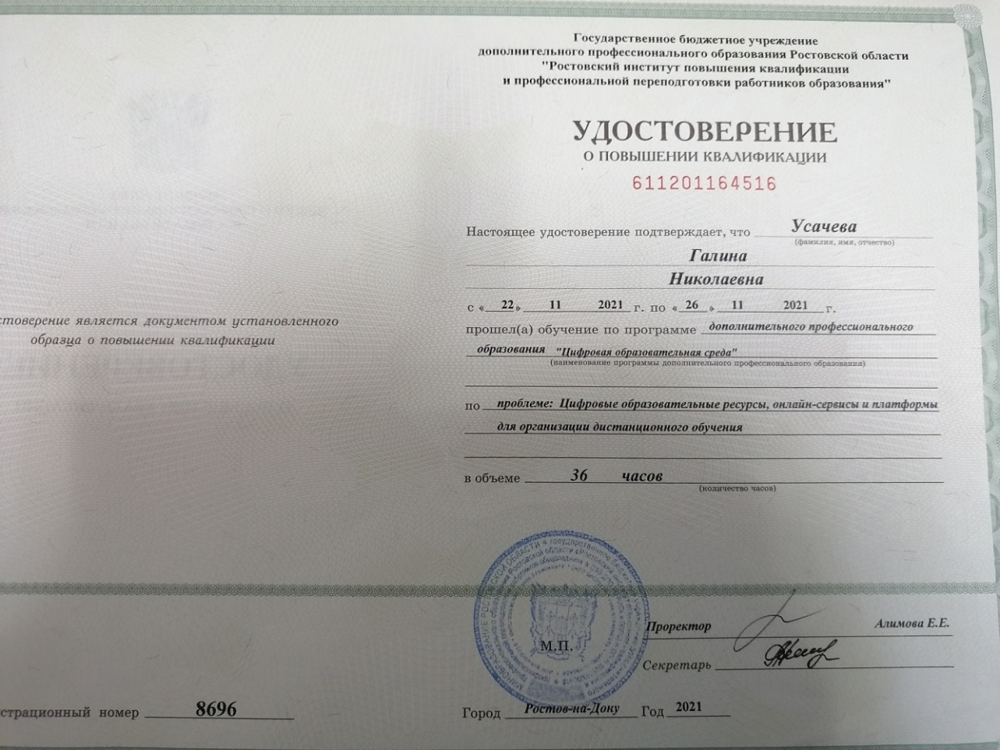 Государственное бюджетное учреждение
дополнительного профессионального образования Ростовской области
"Ростовский институт повышения квалификации
и профессиональной переподготовки работников образования"
УДОСТОВЕРЕНИЕ
О ПОВЫШЕНИИ КВАЛИФИКАЦИИ
611201164516
Настоящее удостоверение подтверждает, что Усачева
(фамилия, имя, отчество)
Галина
Николаевна
с « 22 » 11 2021 г. по « 26 » 11 2021 г.
прошел(а) обучение по программе дополнительного профессионального
образования "Цифровая образовательная среда"
(наименование программы дополнительного профессионального образования)
по проблеме: Цифровые образовательные ресурсы, онлайн-сервисы и платформы
для организации дистанционного обучения
в объеме 36 часов
(количество часов)
стоверение является документом установленного
образца о повышении квалификации
М.П.
Проректор Алимова Е.Е.
Секретарь
страционный номер 8696
Город Ростов-на-Дону Год 2021